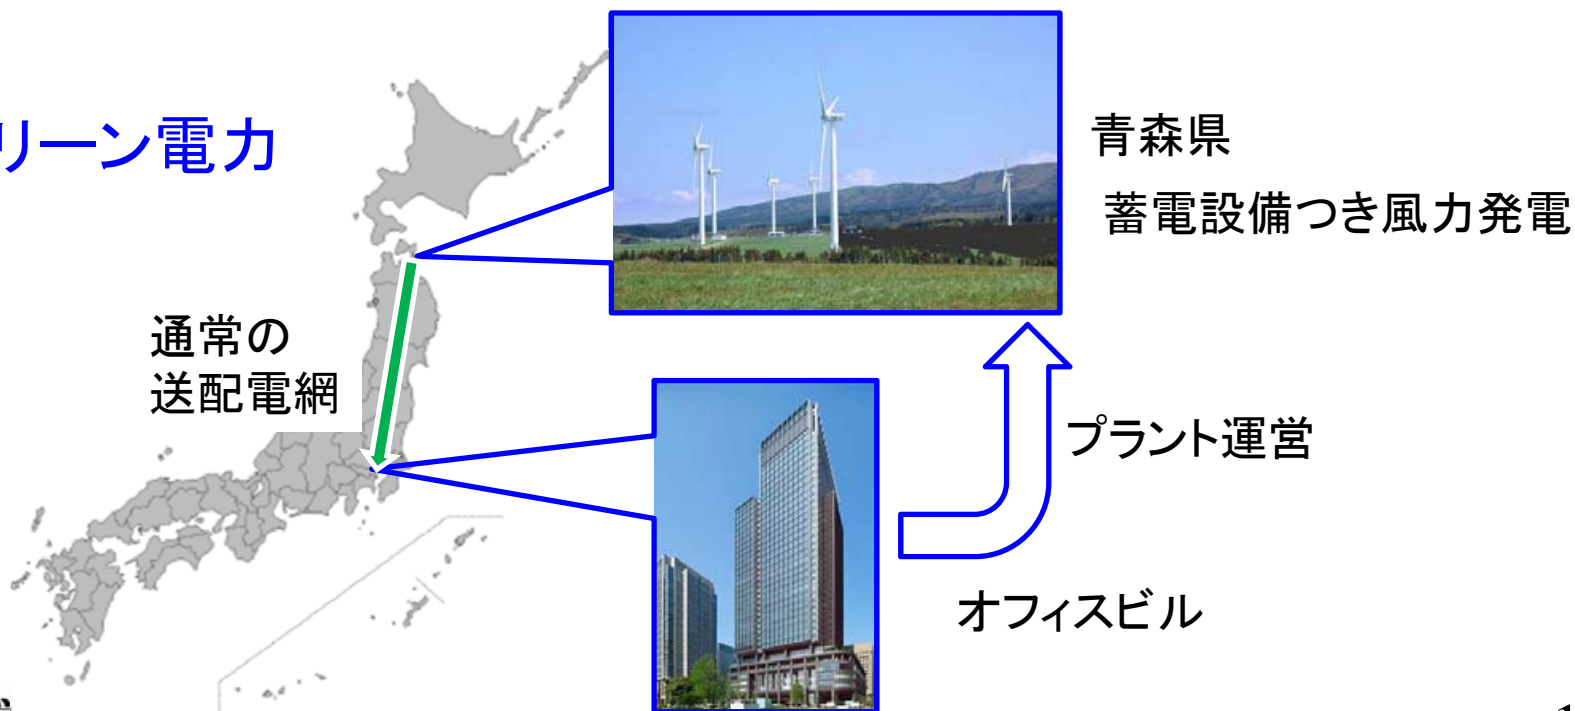 リーン電力
青森県
蓄電設備つき風力発電
通常の
送配電網
プラント運営
オフィスビル